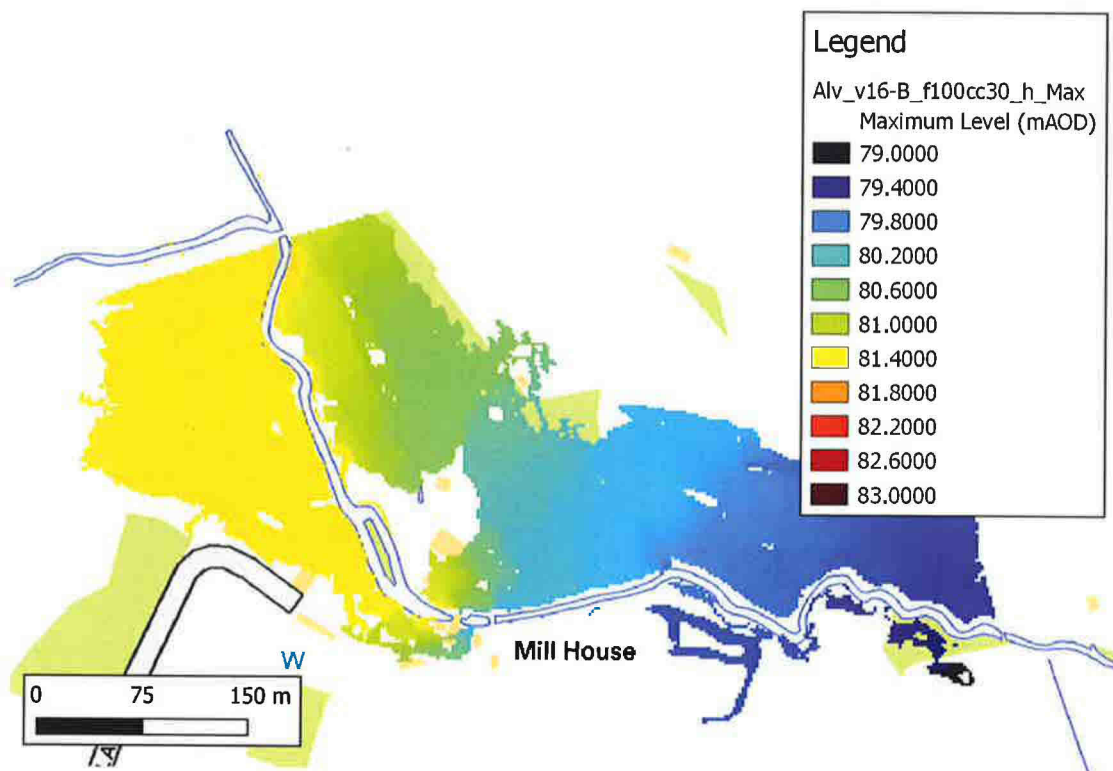 Legend
Alv_v16-B_f100cc30_h_Max
Maximum Level (mAOD)
79.0000
79.4000
79.8000
80.2000
80.6000
81.0000
81.4000
81.8000
82.2000
82.6000
83.0000
Mill House
W
0 75 150 m
A